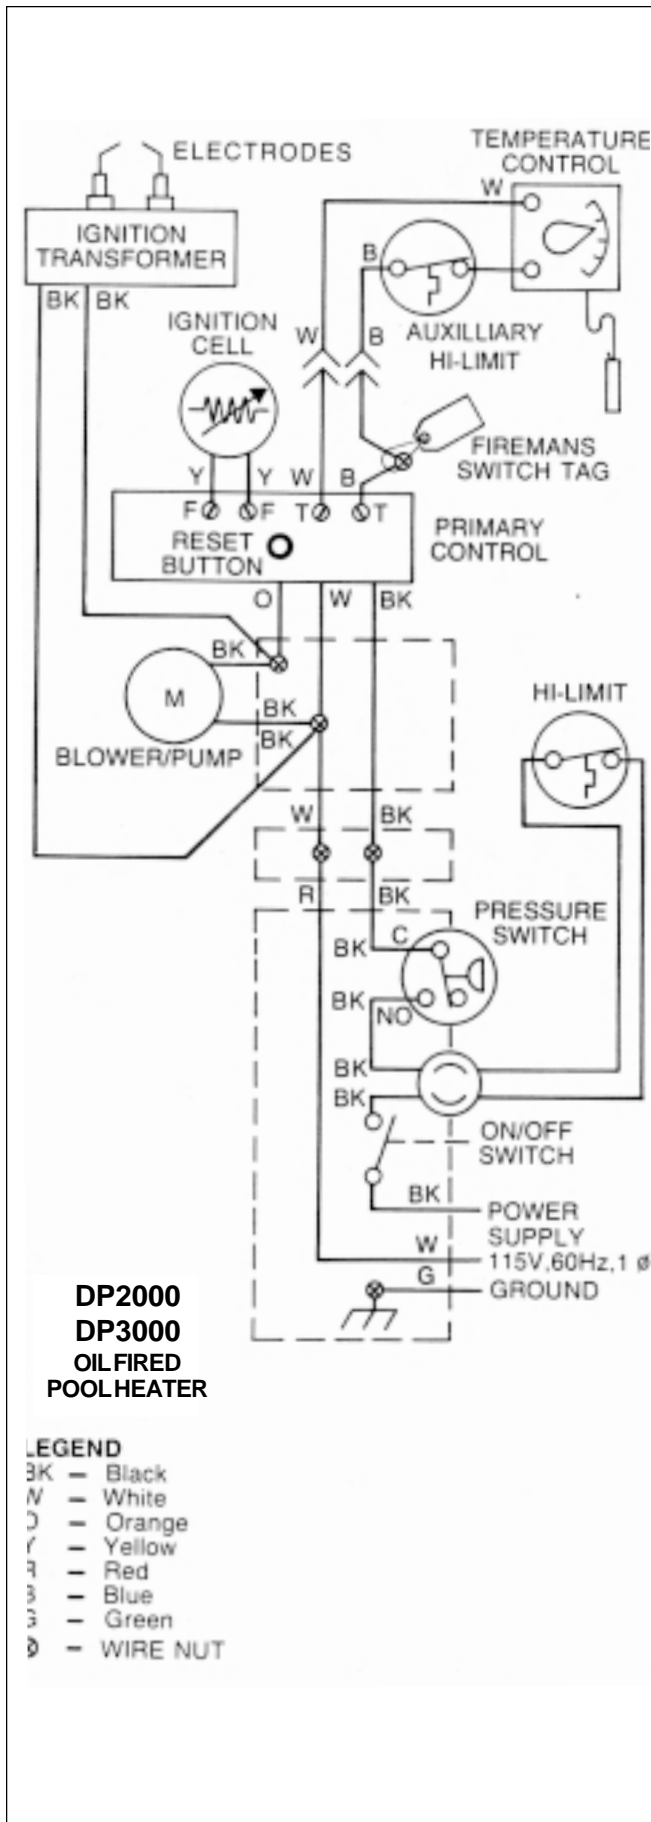 ELECTRODES
TEMPERATURE
CONTROL
W
IGNITION
TRANSFORMER
B
BK BK
IGNITION
CELL
W
B
AUXILLIARY
HI-LIMIT
FIREMANS
SWITCH TAG
Y Y W B
F F T T
RESET
BUTTON
PRIMARY
CONTROL
O W BK
BK
M
BK
BK
BLOWER/PUMP
HI-LIMIT
W BK
R BK
PRESSURE
SWITCH
BK C
BK
NO
BK
BK
ON/OFF
SWITCH
BK
POWER
SUPPLY
115V,60Hz,1 ø
W
G
GROUND
DP2000
DP3000
OILFIRED
POOLHEATER
LEGEND
BK – Black
W – White
O – Orange
Y – Yellow
R – Red
B – Blue
G – Green
⊗ – WIRE NUT